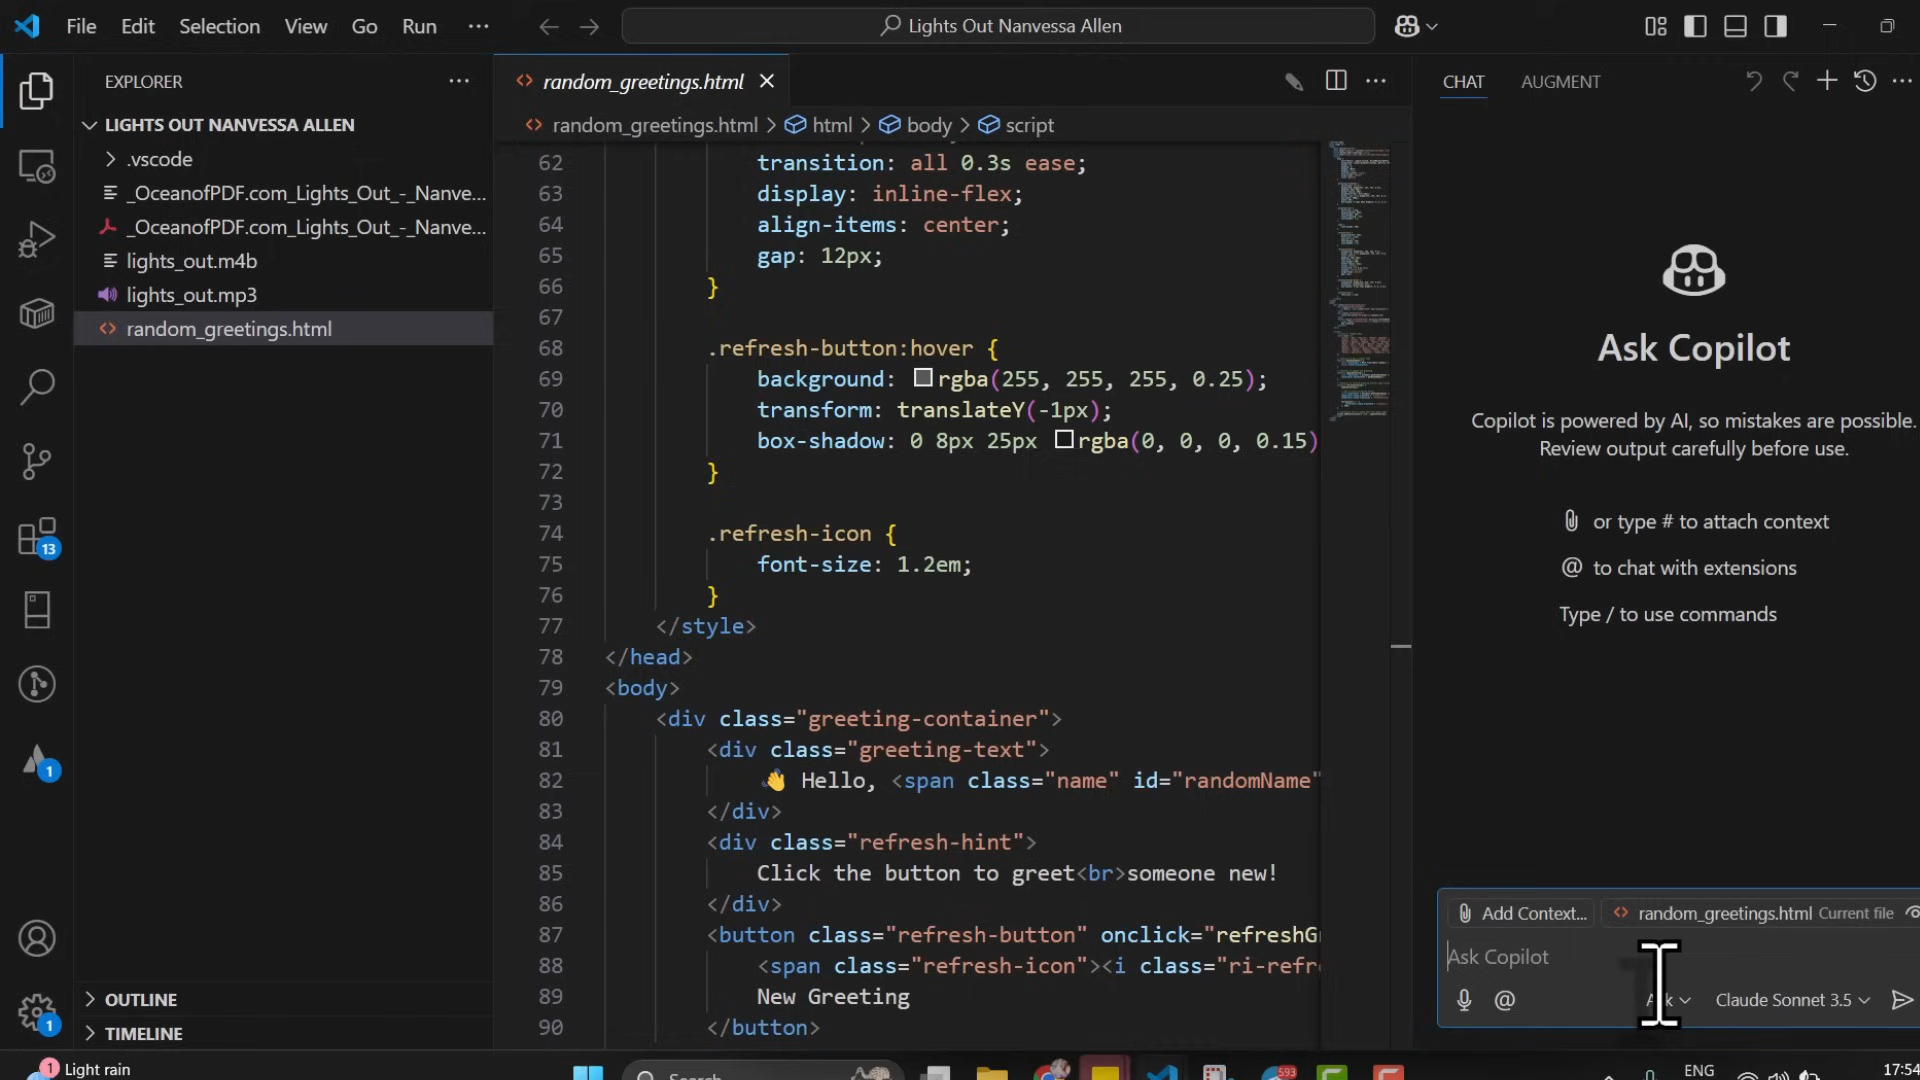 File Edit Selection View Go Run ···
Lights Out Nanvessa Allen
EXPLORER ···
LIGHTS OUT NANVESSA ALLEN
.vscode
_OceanofPDF.com_Lights_Out_-_Nanve...
_OceanofPDF.com_Lights_Out_-_Nanve...
lights_out.m4b
lights_out.mp3
random_greetings.html
OUTLINE
TIMELINE
13
1
1
random_greetings.html
random_greetings.html > html > body > script
62 transition: all 0.3s ease;
63 display: inline-flex;
64 align-items: center;
65 gap: 12px;
66 }
67
68 .refresh-button:hover {
69 background: rgba(255, 255, 255, 0.25);
70 transform: translateY(-1px);
71 box-shadow: 0 8px 25px rgba(0, 0, 0, 0.15)
72 }
73
74 .refresh-icon {
75 font-size: 1.2em;
76 }
77 </style>
78 </head>
79 <body>
80 <div class="greeting-container">
81 <div class="greeting-text">
82 👋 Hello, <span class="name" id="randomName"
83 </div>
84 <div class="refresh-hint">
85 Click the button to greet<br>someone new!
86 </div>
87 <button class="refresh-button" onclick="refreshG
88 <span class="refresh-icon"><i class="ri-refr
89 New Greeting
90 </button>
CHAT AUGMENT
Ask Copilot
Copilot is powered by AI, so mistakes are possible.
Review output carefully before use.
or type # to attach context
@ to chat with extensions
Type / to use commands
Add Context... random_greetings.html Current file
Ask Copilot
@ Claude Sonnet 3.5
1 Light rain
Search
593
ENG
17:54